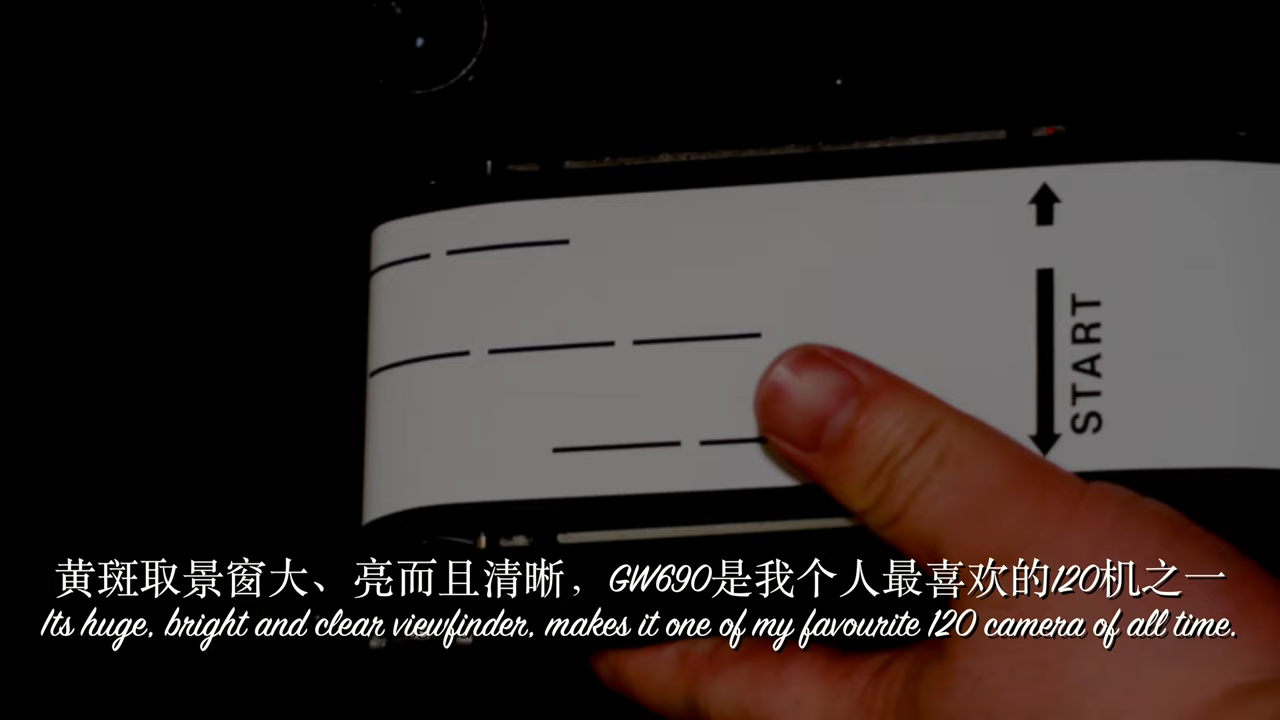 START
黄斑取景窗大、亮而且清晰，GW690是我个人最喜欢的120机之一
Its huge, bright and clear viewfinder, makes it one of my favourite 120 camera of all time.